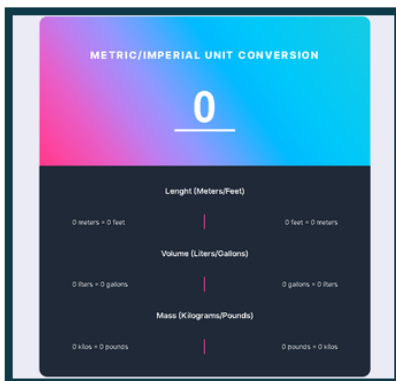 METRIC/IMPERIAL UNIT CONVERSION
0
Lenght (Meters/Feet)
0 meters = 0 feet
0 feet = 0 meters
Volume (Liters/Gallons)
0 liters = 0 gallons
0 gallons = 0 liters
Mass (Kilograms/Pounds)
0 kilos = 0 pounds
0 pounds = 0 kilos